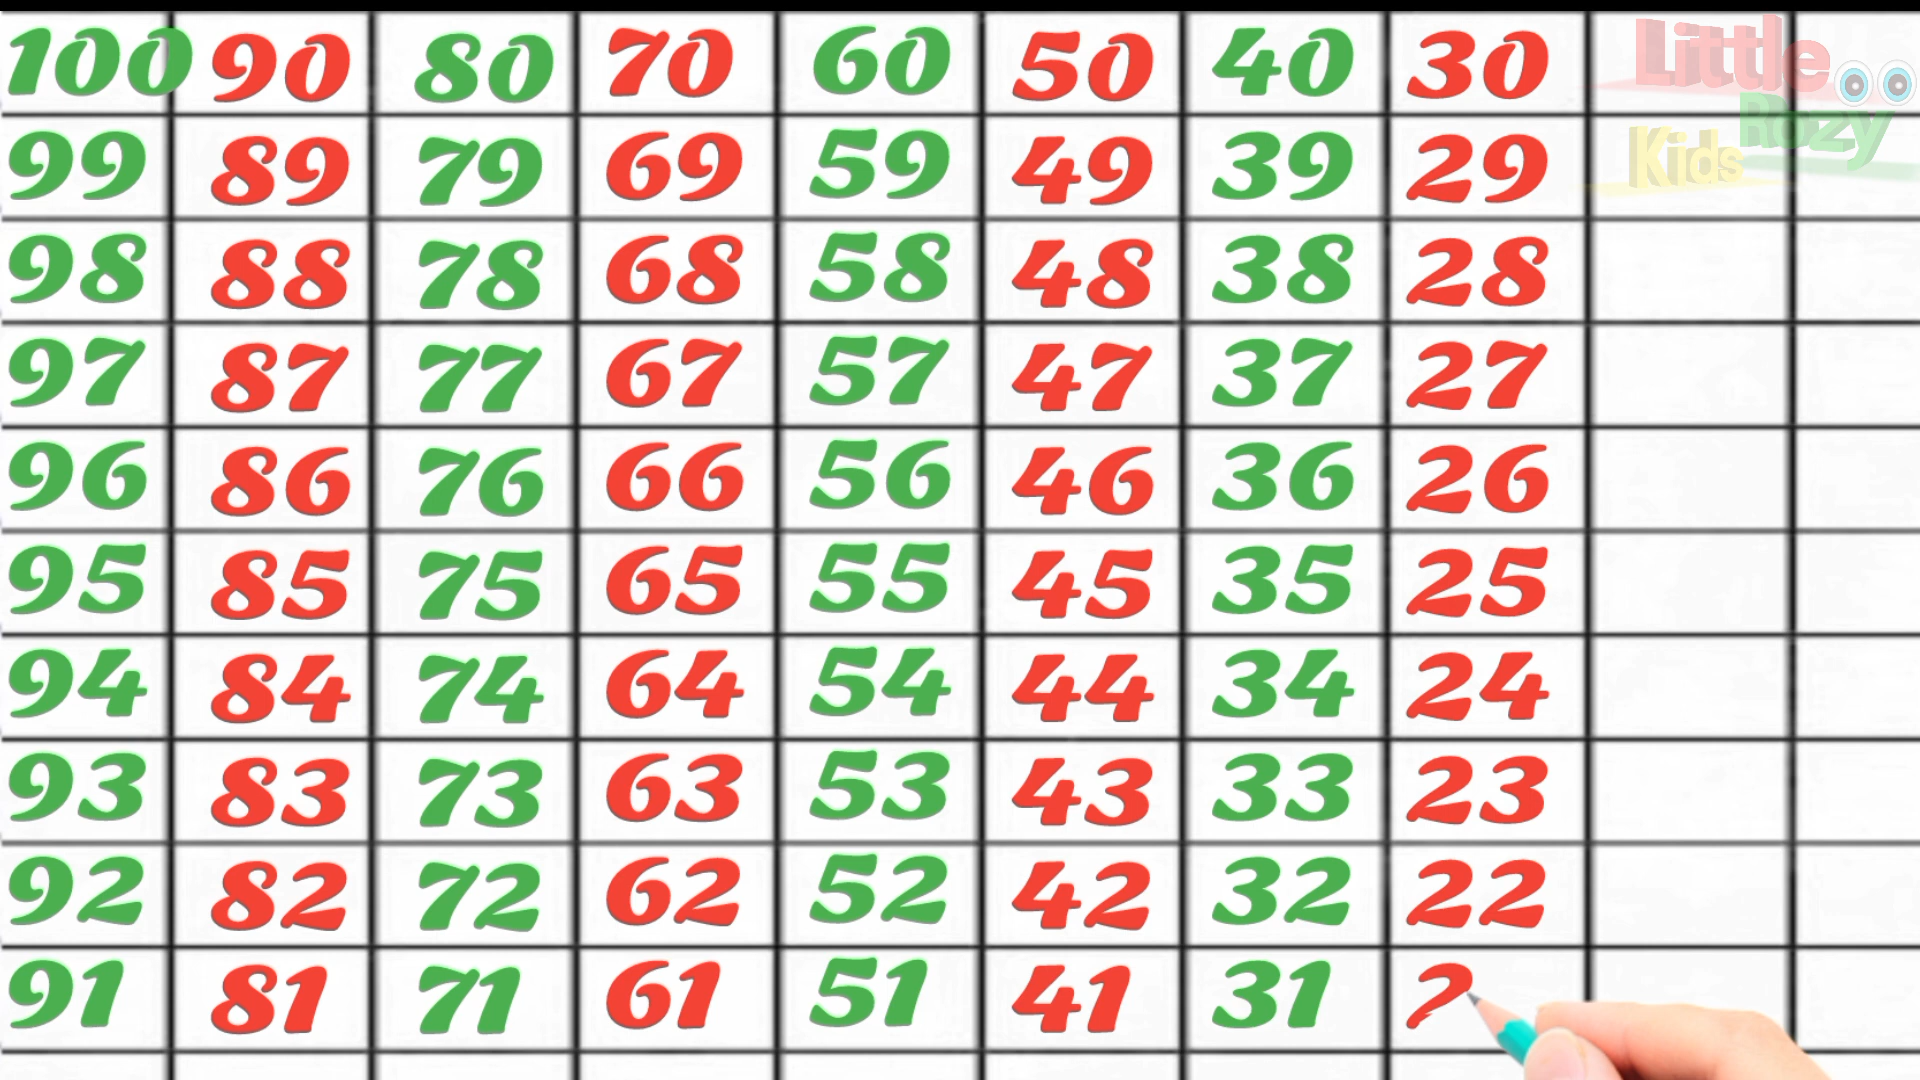 100 90 80 70 60 50 40 30
99 89 79 69 59 49 39 29
98 88 78 68 58 48 38 28
97 87 77 67 57 47 37 27
96 86 76 66 56 46 36 26
95 85 75 65 55 45 35 25
94 84 74 64 54 44 34 24
93 83 73 63 53 43 33 23
92 82 72 62 52 42 32 22
91 81 71 61 51 41 31 2
Little
Rozy
Kids